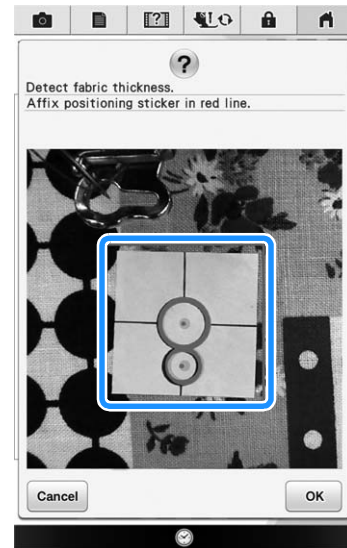 ?
?
Detect fabric thickness.
Affix positioning sticker in red line.
Cancel
OK